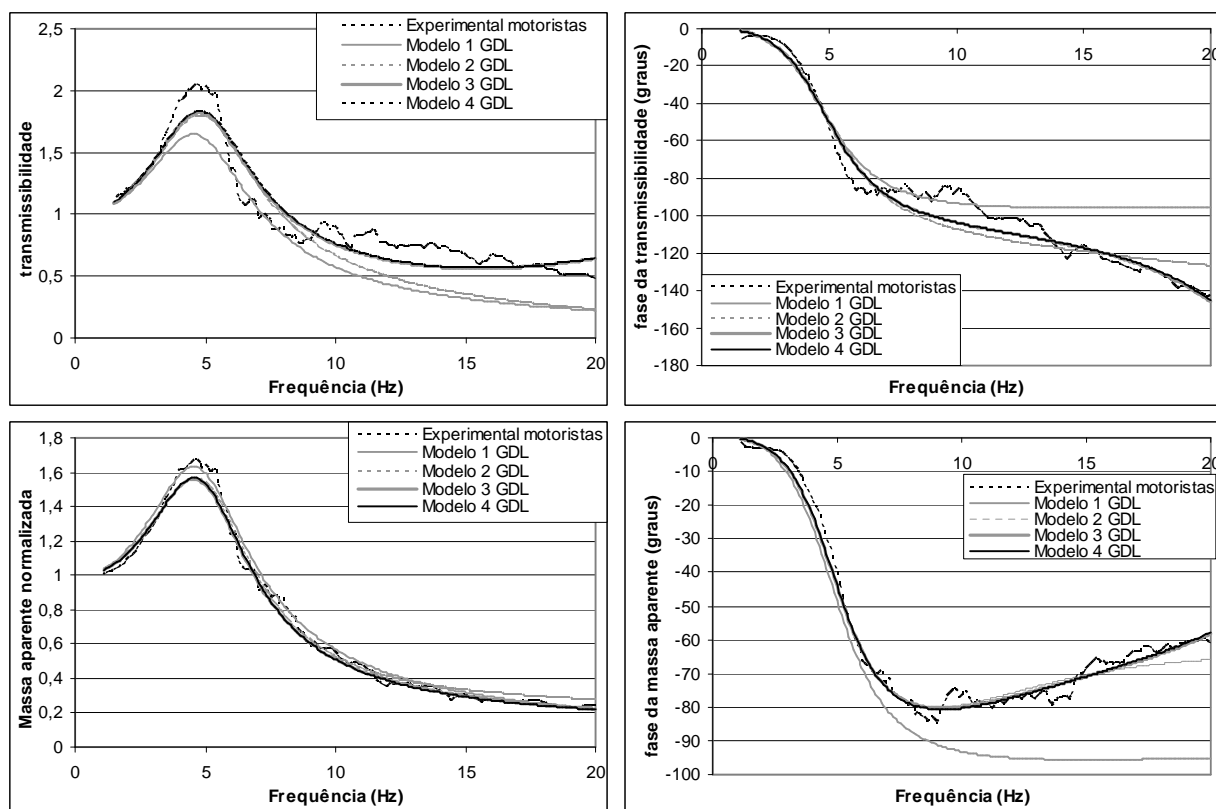 2,5
2
1,5
1
0,5
0
transmissibilidade
Experimental motoristas
Modelo 1 GDL
Modelo 2 GDL
Modelo 3 GDL
Modelo 4 GDL
0 5 10 15 20
Frequência (Hz)
0
-20
-40
-60
-80
-100
-120
-140
-160
-180
fase da transmissibilidade (graus)
0 5 10 15 20
Experimental motoristas
Modelo 1 GDL
Modelo 2 GDL
Modelo 3 GDL
Modelo 4 GDL
Frequência (Hz)
1,8
1,6
1,4
1,2
1
0,8
0,6
0,4
0,2
0
Massa aparente normalizada
Experimental motoristas
Modelo 1 GDL
Modelo 2 GDL
Modelo 3 GDL
Modelo 4 GDL
0 5 10 15 20
Frequência (Hz)
0
-10
-20
-30
-40
-50
-60
-70
-80
-90
-100
fase da massa aparente (graus)
0 5 10 15 20
Experimental motoristas
Modelo 1 GDL
Modelo 2 GDL
Modelo 3 GDL
Modelo 4 GDL
Frequência (Hz)